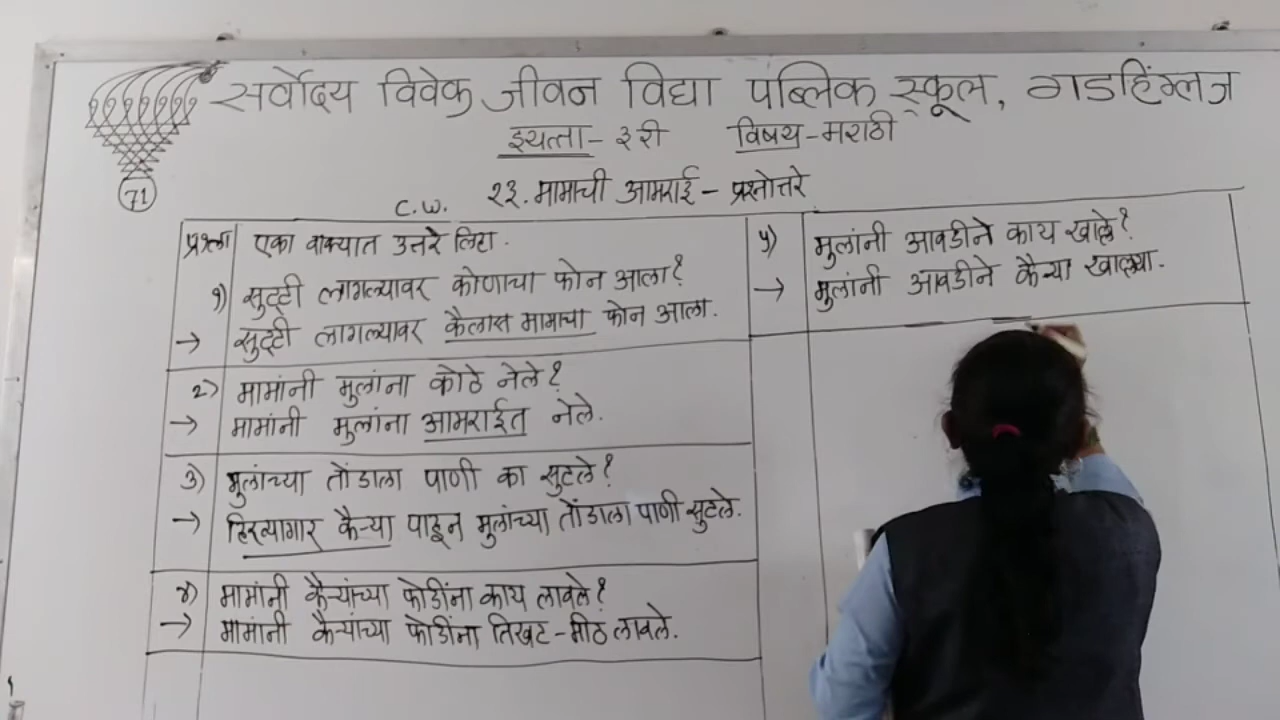 सर्वोदय विवेक जीवन विद्या पब्लिक स्कूल, गडहिंग्लज
इयत्ता - ३री विषय - मराठी
71
C.W. २३. मामाची आमराई - प्रश्नोत्तरे
प्रश्न१ एका वाक्यात उत्तरे लिहा.
१) सुट्टी लागल्यावर कोणाचा फोन आला?
→ सुट्टी लागल्यावर कैलास मामाचा फोन आला.
२) मामांनी मुलांना कोठे नेले?
→ मामांनी मुलांना आमराईत नेले.
३) मुलांच्या तोंडाला पाणी का सुटले?
→ हिरव्यागार कैऱ्या पाहून मुलांच्या तोंडाला पाणी सुटले.
४) मामांनी कैऱ्यांच्या फोडींना काय लावले?
→ मामांनी कैऱ्यांच्या फोडींना तिखट - मीठ लावले.
५) मुलांनी आवडीने काय खाल्ले?
→ मुलांनी आवडीने कैऱ्या खाल्ल्या.